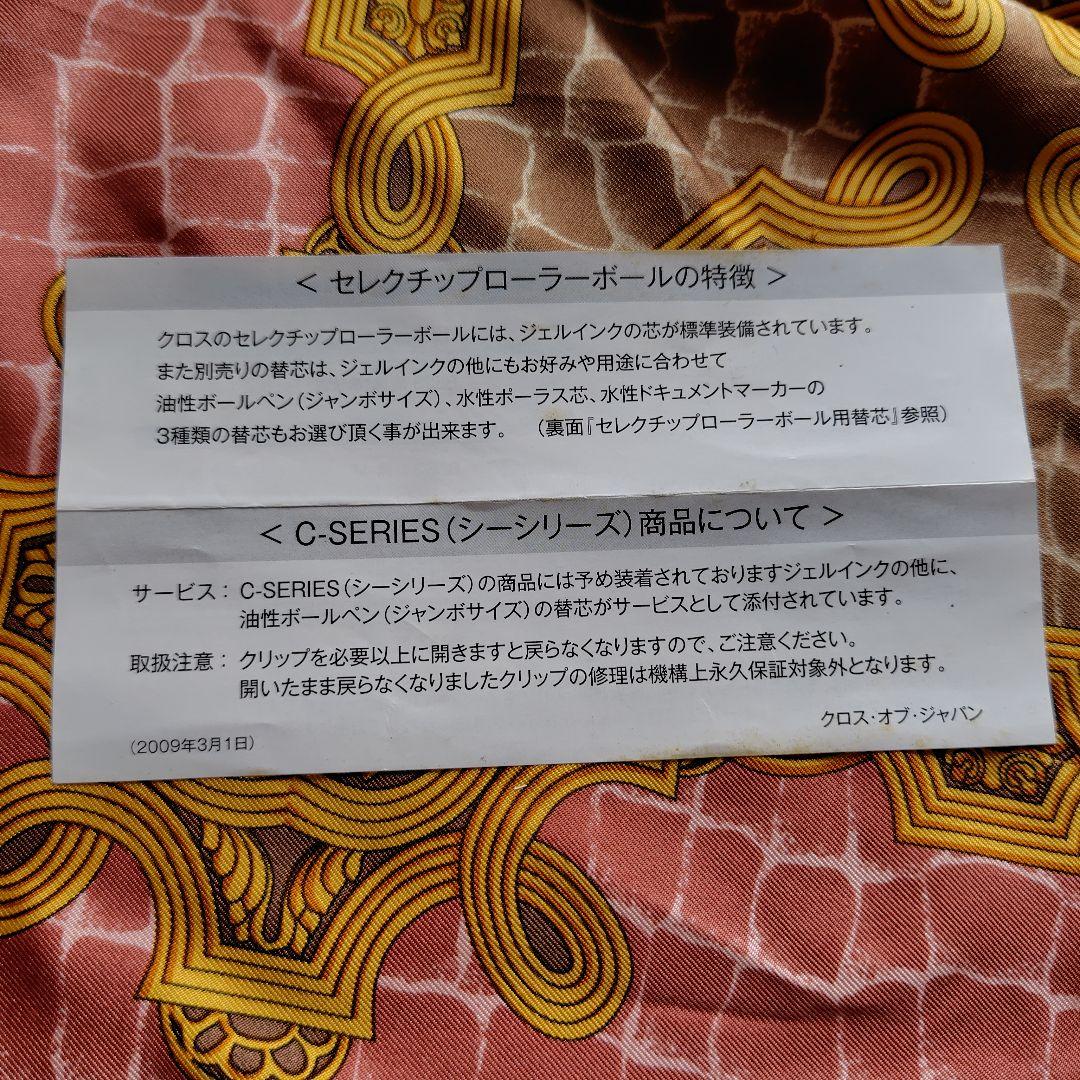 < セレクチップローラーボールの特徴 >
クロスのセレクチップローラーボールには、ジェルインクの芯が標準装備されています。
また別売りの替芯は、ジェルインクの他にもお好みや用途に合わせて
油性ボールペン(ジャンボサイズ)、水性ポーラス芯、水性ドキュメントマーカーの
3種類の替芯もお選び頂く事が出来ます。 (裏面『セレクチップローラーボール用替芯』参照)
< C-SERIES(シーシリーズ)商品について >
サービス: C-SERIES(シーシリーズ)の商品には予め装着されておりますジェルインクの他に、
油性ボールペン(ジャンボサイズ)の替芯がサービスとして添付されています。
取扱注意: クリップを必要以上に開きますと戻らなくなりますので、ご注意ください。
開いたまま戻らなくなりましたクリップの修理は機構上永久保証対象外となります。
クロス・オブ・ジャパン
(2009年3月1日)